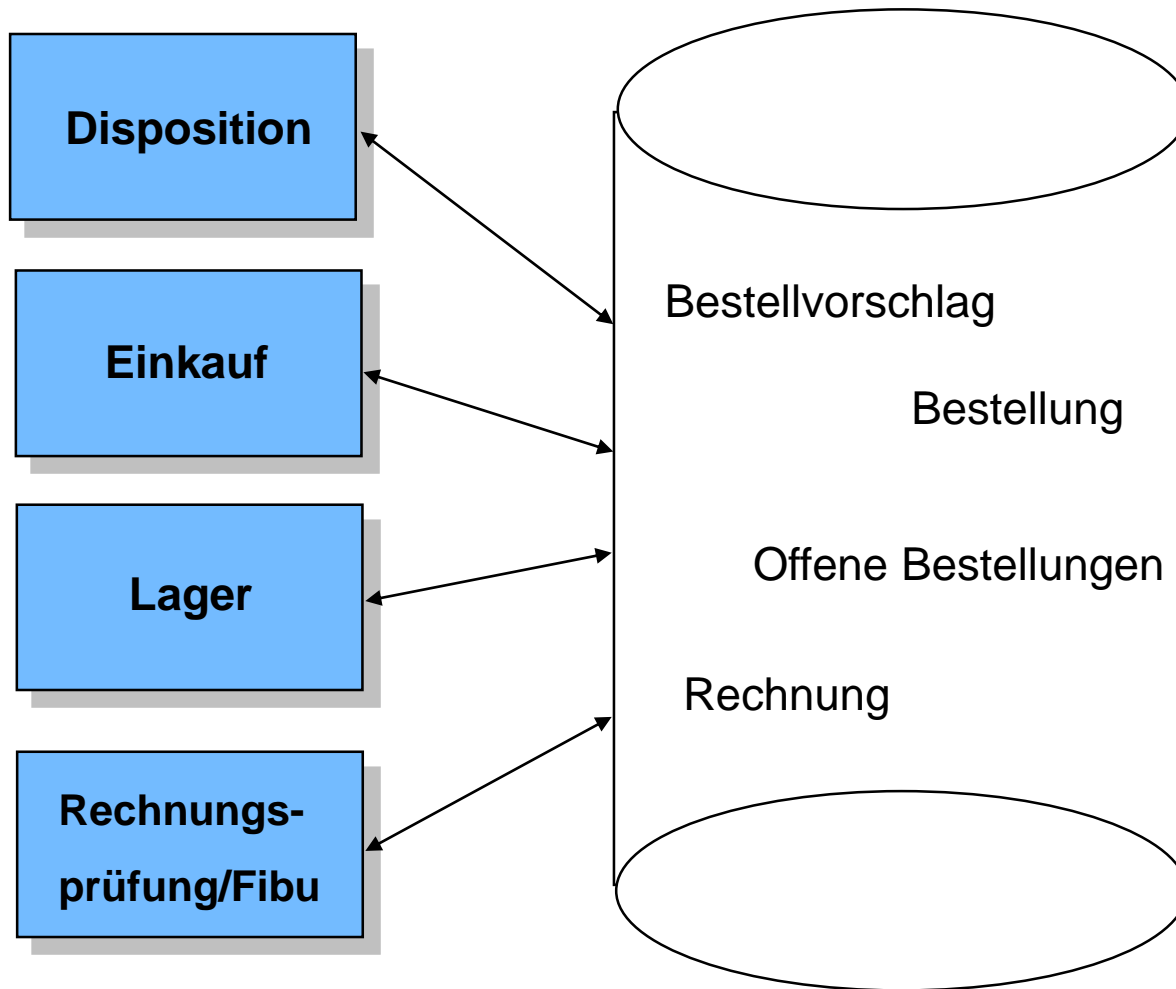 Disposition
Einkauf
Lager
Rechnungs-
prüfung/Fibu
Bestellvorschlag
Bestellung
Offene Bestellungen
Rechnung